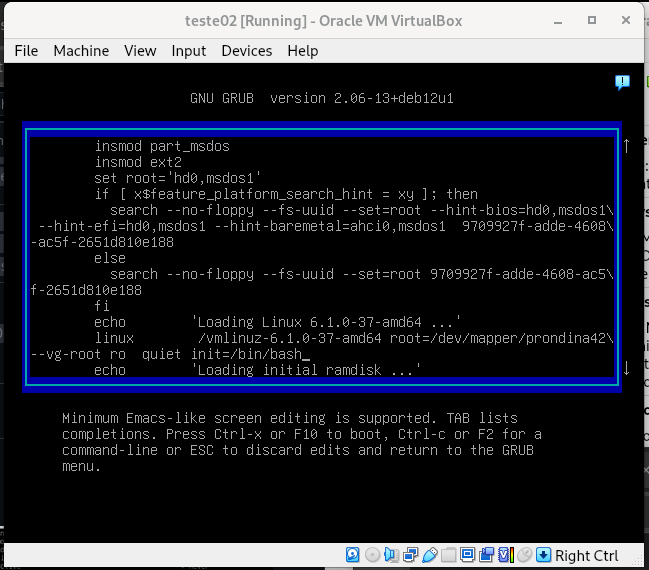 teste02 [Running] - Oracle VM VirtualBox
File Machine View Input Devices Help
GNU GRUB version 2.06-13+deb12u1
insmod part_msdos
insmod ext2
set root='hd0,msdos1'
if [ x$feature_platform_search_hint = xy ]; then
search --no-floppy --fs-uuid --set=root --hint-bios=hd0,msdos1\
--hint-efi=hd0,msdos1 --hint-baremetal=ahci0,msdos1 9709927f-adde-4608\
-ac5f-2651d810e188
else
search --no-floppy --fs-uuid --set=root 9709927f-adde-4608-ac5\
f-2651d810e188
fi
echo 'Loading Linux 6.1.0-37-amd64 ...'
linux /vmlinuz-6.1.0-37-amd64 root=/dev/mapper/prondina42\
--vg-root ro quiet init=/bin/bash_
echo 'Loading initial ramdisk ...'
Minimum Emacs-like screen editing is supported. TAB lists
completions. Press Ctrl-x or F10 to boot, Ctrl-c or F2 for a
command-line or ESC to discard edits and return to the GRUB
menu.
Right Ctrl